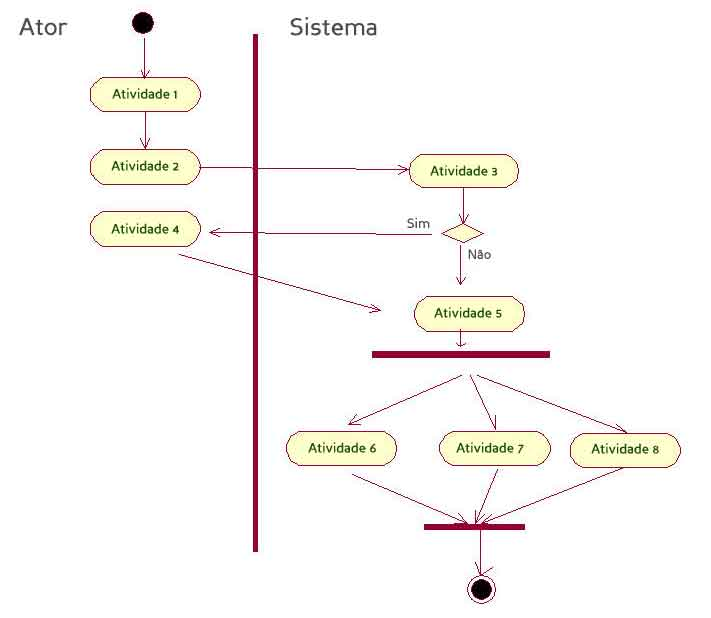 Ator
Sistema
Atividade 1
Atividade 2
Atividade 3
Atividade 4
Sim
Não
Atividade 5
Atividade 6
Atividade 7
Atividade 8